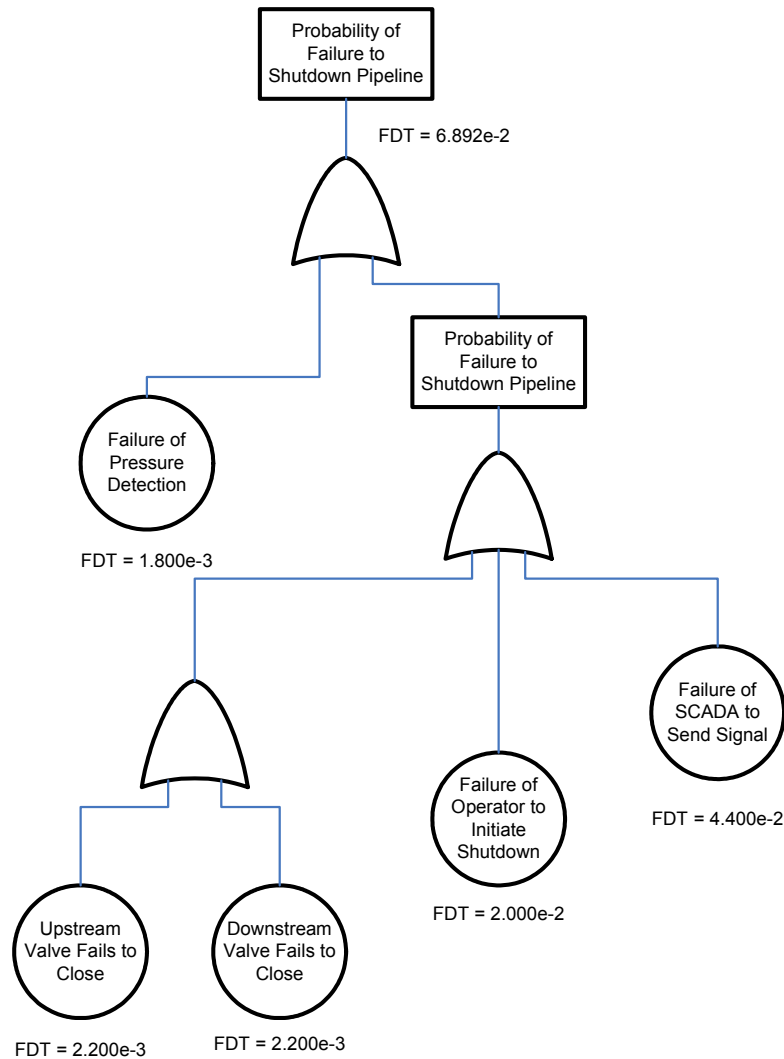 Probability of
Failure to
Shutdown Pipeline
FDT = 6.892e-2
Probability of
Failure to
Shutdown Pipeline
Failure of
Pressure
Detection
FDT = 1.800e-3
Failure of
SCADA to
Send Signal
FDT = 4.400e-2
Failure of
Operator to
Initiate
Shutdown
FDT = 2.000e-2
Upstream
Valve Fails to
Close
FDT = 2.200e-3
Downstream
Valve Fails to
Close
FDT = 2.200e-3